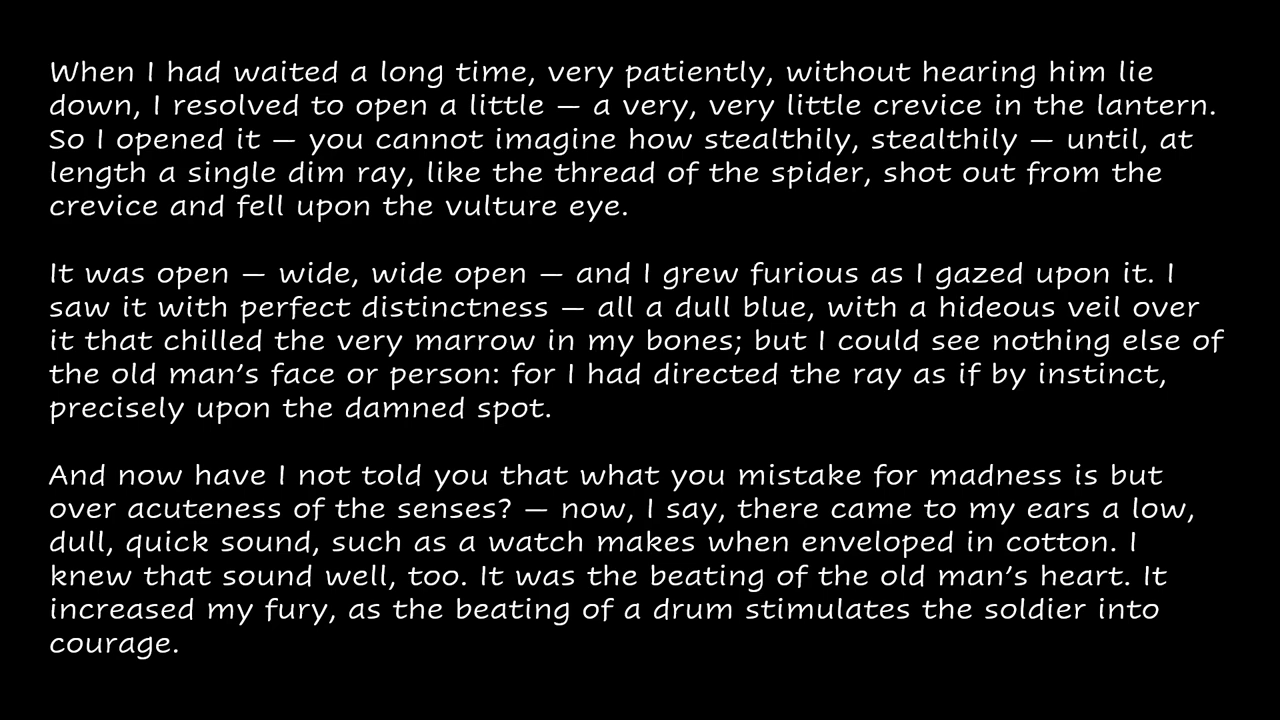 When I had waited a long time, very patiently, without hearing him lie
down, I resolved to open a little — a very, very little crevice in the lantern.
So I opened it — you cannot imagine how stealthily, stealthily — until, at
length a single dim ray, like the thread of the spider, shot out from the
crevice and fell upon the vulture eye.
It was open — wide, wide open — and I grew furious as I gazed upon it. I
saw it with perfect distinctness — all a dull blue, with a hideous veil over
it that chilled the very marrow in my bones; but I could see nothing else of
the old man’s face or person: for I had directed the ray as if by instinct,
precisely upon the damned spot.
And now have I not told you that what you mistake for madness is but
over acuteness of the senses? — now, I say, there came to my ears a low,
dull, quick sound, such as a watch makes when enveloped in cotton. I
knew that sound well, too. It was the beating of the old man’s heart. It
increased my fury, as the beating of a drum stimulates the soldier into
courage.